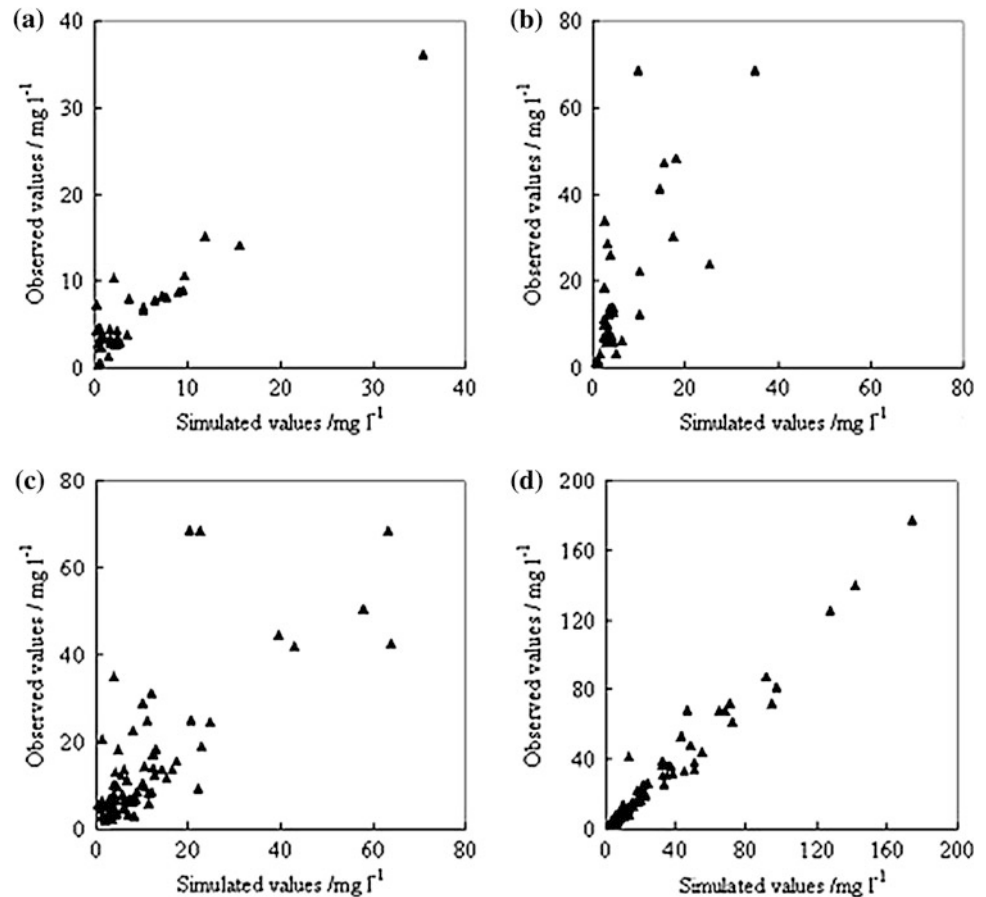 (a)
40
30
20
10
0
Observed values / mg l-1
0 10 20 30 40
Simulated values /mg l-1
(b)
80
60
40
20
0
Observed values / mg l-1
0 20 40 60 80
Simulated values /mg l-1
(c)
80
60
40
20
0
Observed values / mg l-1
0 20 40 60 80
Simulated values /mg l-1
(d)
200
160
120
80
40
0
Observed values / mg l-1
0 40 80 120 160 200
Simulated values /mg l-1